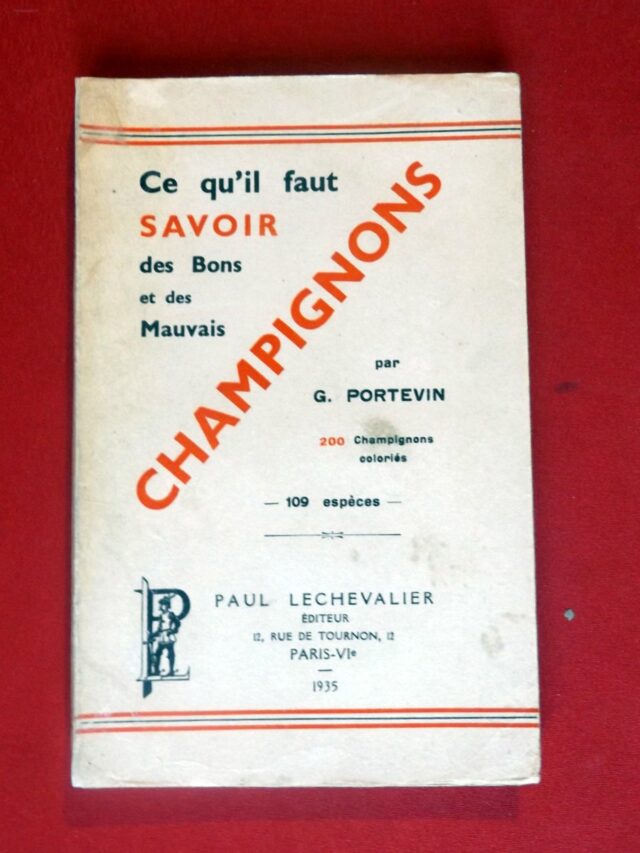 Ce qu'il faut
SAVOIR
des Bons
et des
Mauvais
CHAMPIGNONS
par
G. PORTEVIN
200 Champignons
coloriés
— 109 espèces —
PL
PAUL LECHEVALIER
ÉDITEUR
12, RUE DE TOURNON, 12
PARIS-VIe
1935